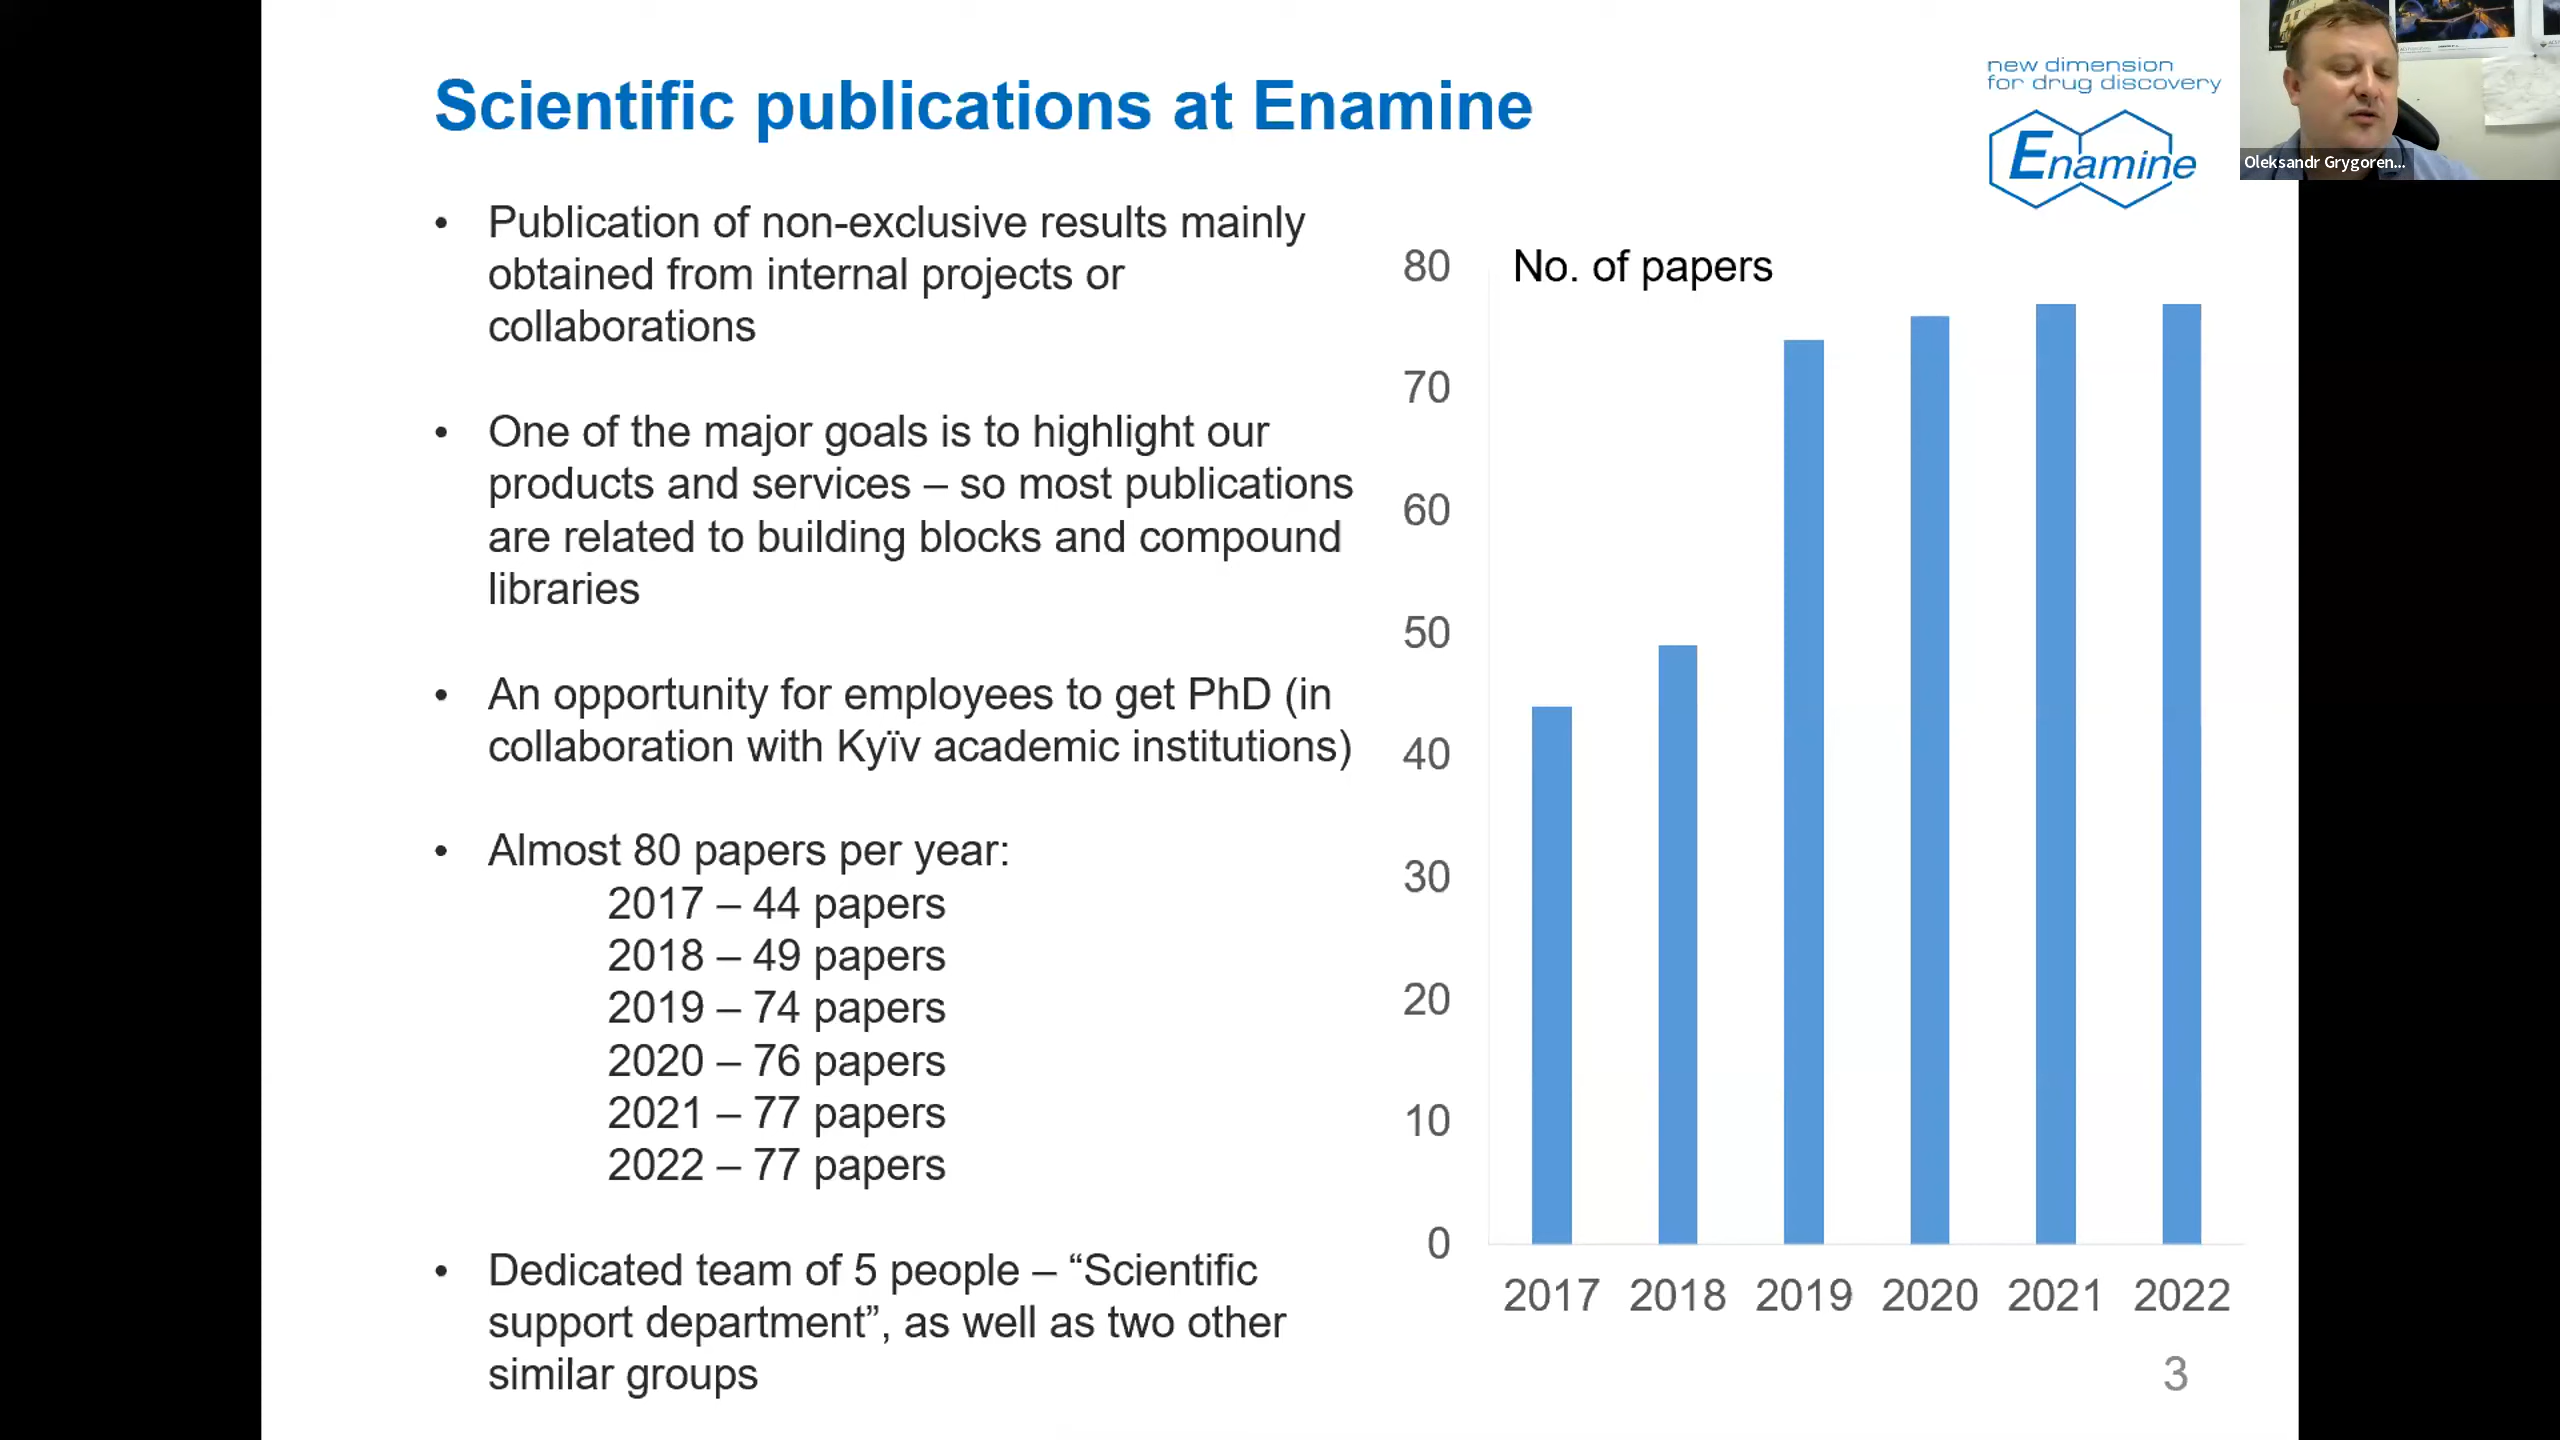 Scientific publications at Enamine
new dimension
for drug discovery
Enamine
Oleksandr Grygoren...
• Publication of non-exclusive results mainly
obtained from internal projects or
collaborations
• One of the major goals is to highlight our
products and services – so most publications
are related to building blocks and compound
libraries
• An opportunity for employees to get PhD (in
collaboration with Kyïv academic institutions)
• Almost 80 papers per year:
2017 – 44 papers
2018 – 49 papers
2019 – 74 papers
2020 – 76 papers
2021 – 77 papers
2022 – 77 papers
• Dedicated team of 5 people – “Scientific
support department”, as well as two other
similar groups
No. of papers
80
70
60
50
40
30
20
10
0
2017 2018 2019 2020 2021 2022
3